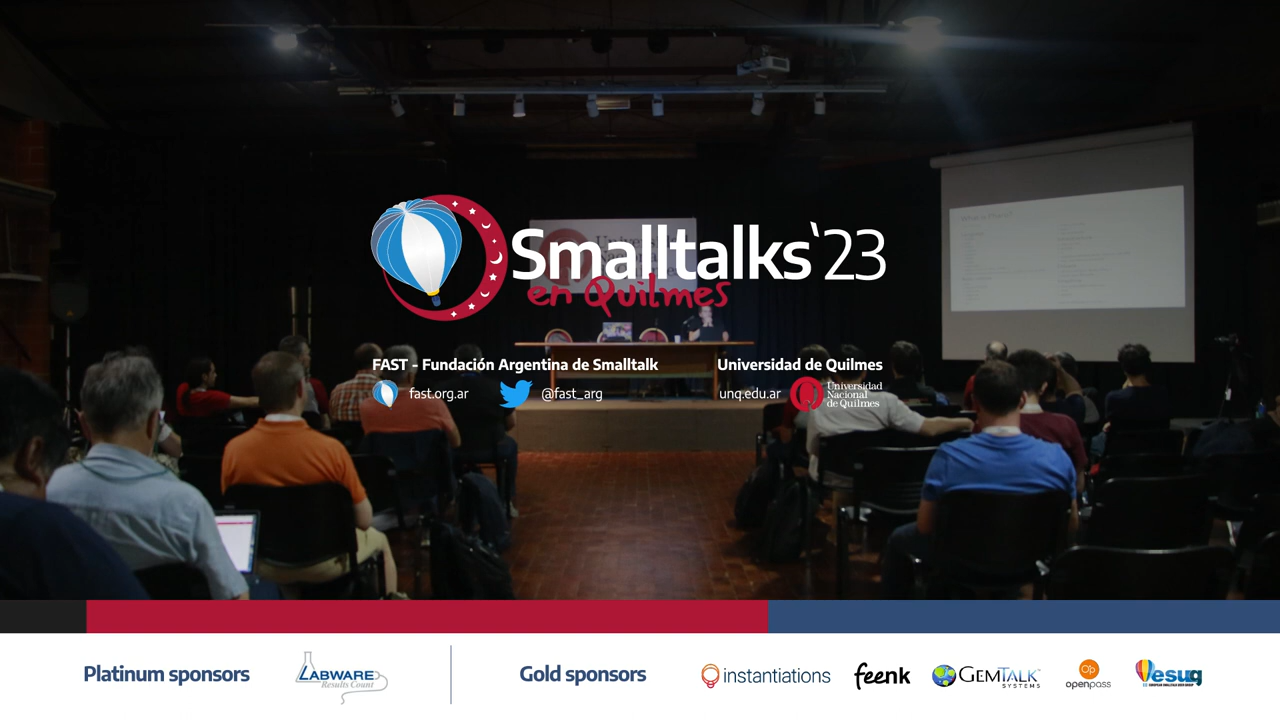 Smalltalks‘23
en Quilmes
FAST - Fundación Argentina de Smalltalk
fast.org.ar
@fast_arg
Universidad de Quilmes
unq.edu.ar
Universidad
Nacional
de Quilmes
Platinum sponsors
LABWARE
Results Count
Gold sponsors
instantiations
feenk
GEMTALK
SYSTEMS
openpass
esug